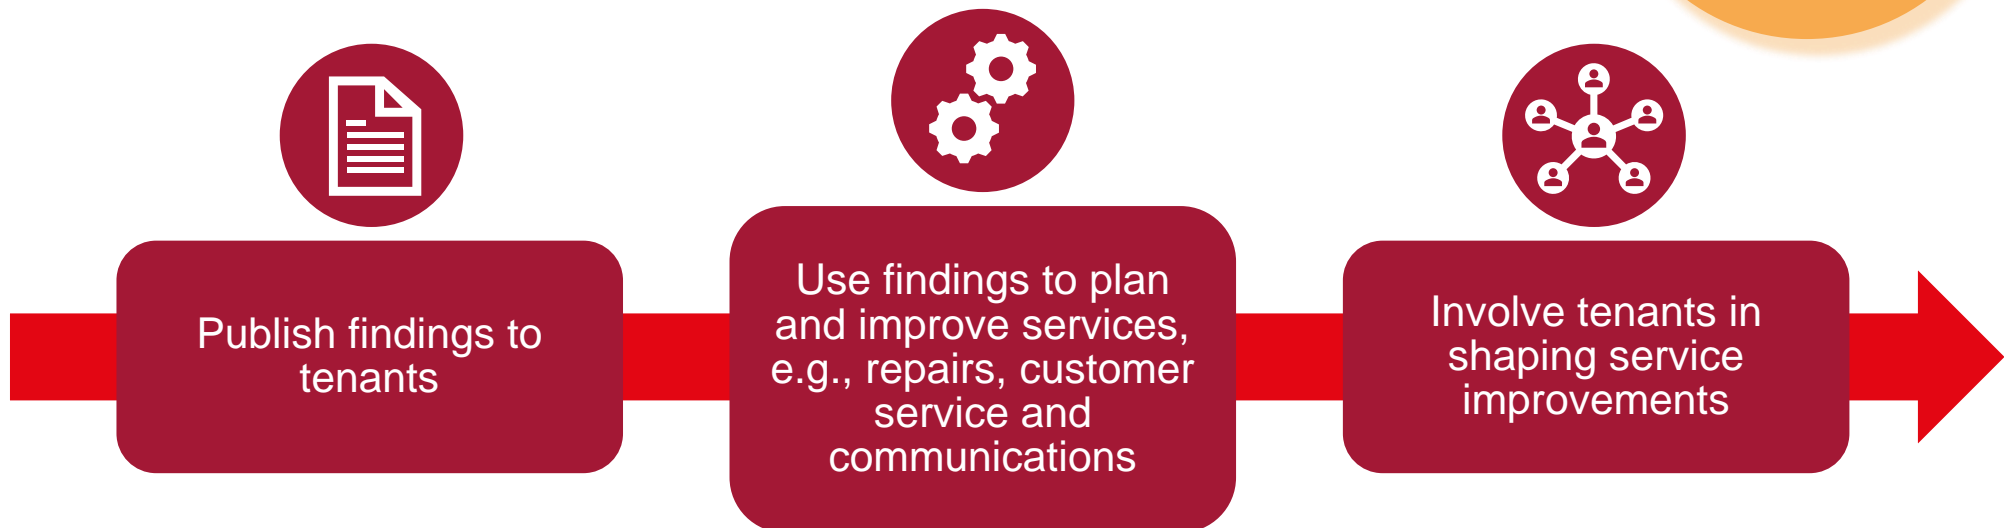 Publish findings to
tenants
Use findings to plan
and improve services,
e.g., repairs, customer
service and
communications
Involve tenants in
shaping service
improvements